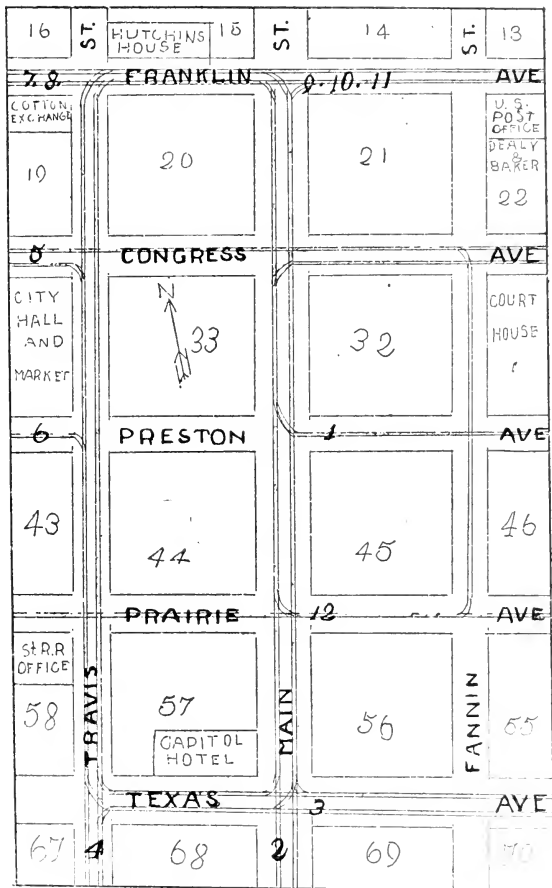 16
ST.
HUTCHINS
HOUSE
15
ST.
14
ST.
13
7.8.
FRANKLIN
9.10.11
AVE
COTTON
EXCHANGE
19
20
21
U.S.
POST
OFFICE
DEALY
&
BAKER
22
5
CONGRESS
AVE
CITY
HALL
AND
MARKET
N
33
32
COURT
HOUSE
6
PRESTON
1
AVE
43
44
45
46
PRAIRIE
12
AVE
St R.R
OFFICE
58
TRAVIS
57
CAPITOL
HOTEL
MAIN
56
FANNIN
55
TEXAS
3
AVE
67
4
68
2
69
70